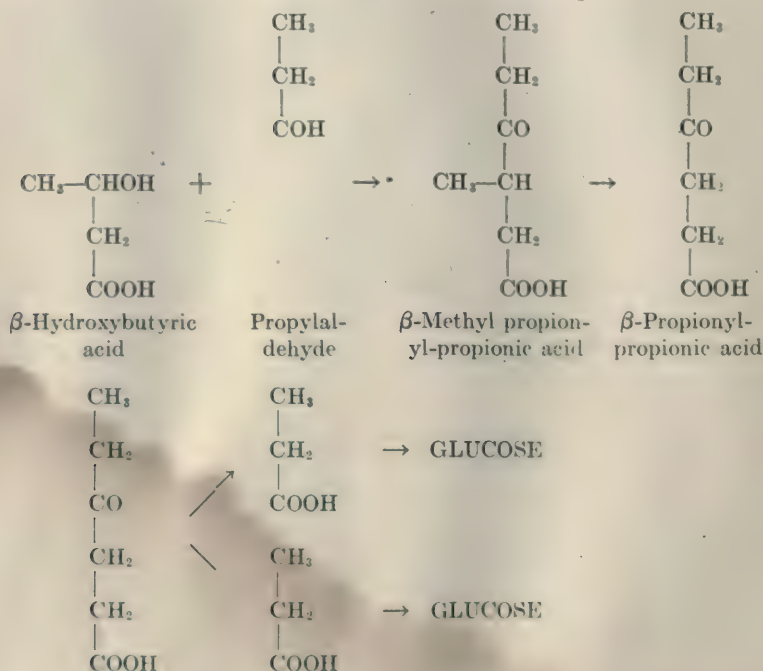 CH₃ CH₃ CH₃
CH₂ CH₂ CH₂
COH CO CO
CH₃—CHOH + → CH₃—CH → CH₂
CH₂ CH₂ CH₂
COOH COOH COOH
β-Hydroxybutyric Propylal- β-Methyl propion- β-Propionyl-
acid dehyde yl-propionic acid propionic acid
CH₃ CH₃
CH₂ CH₂ → GLUCOSE
CO COOH
CH₂ CH₃
CH₂ CH₂ → GLUCOSE
COOH COOH